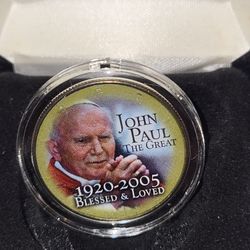 JOHN
PAUL
THE GREAT
1920-2005
BLESSED & LOVED